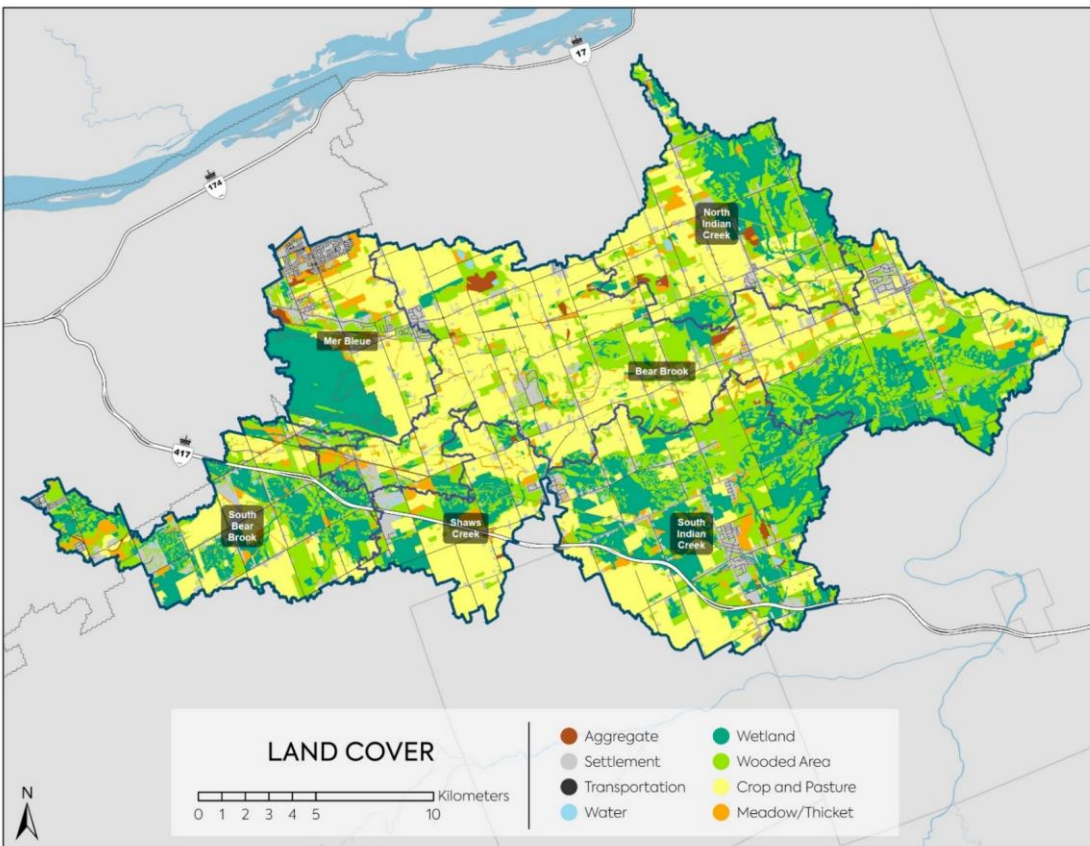 17
174
North
Indian
Creek
Mer Bleue
Bear Brook
417
South
Bear
Brook
Shaws
Creek
South
Indian
Creek
LAND COVER
Kilometers
0 1 2 3 4 5 10
N
Aggregate
Settlement
Transportation
Water
Wetland
Wooded Area
Crop and Pasture
Meadow/Thicket